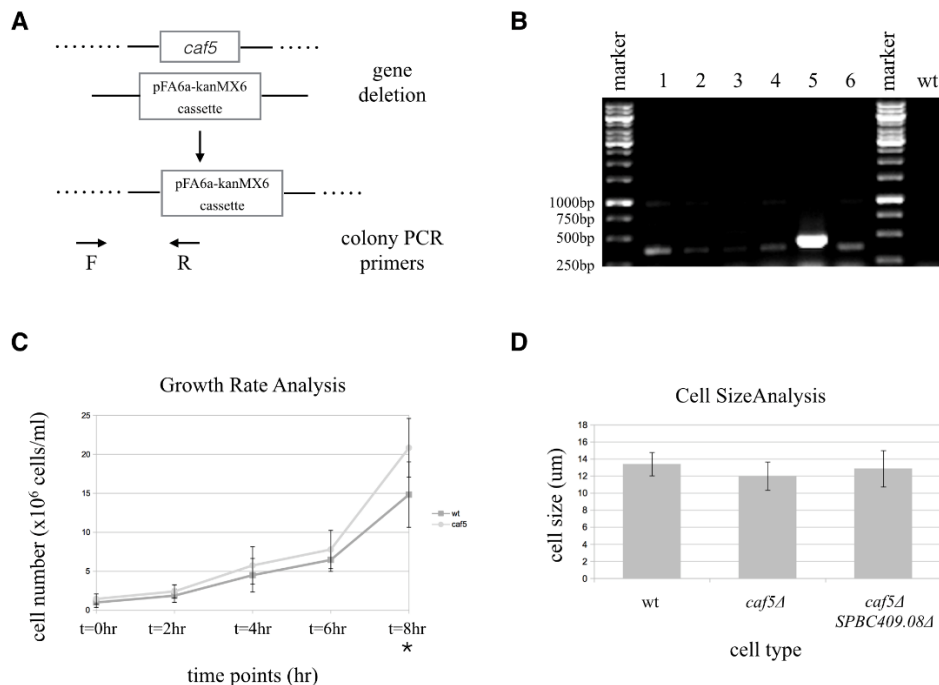 A
caf5
pFA6a-kanMX6
cassette
gene
deletion
pFA6a-kanMX6
cassette
F
R
colony PCR
primers
B
marker
1 2 3 4 5 6
marker
wt
1000bp
750bp
500bp
250bp
C
Growth Rate Analysis
cell number (x10⁶ cells/ml)
25
20
15
10
5
0
t=0hr t=2hr t=4hr t=6hr t=8hr
*
time points (hr)
wt
caf5
D
Cell SizeAnalysis
cell size (um)
18
16
14
12
10
8
6
4
2
0
wt caf5Δ caf5Δ
SPBC409.08Δ
cell type